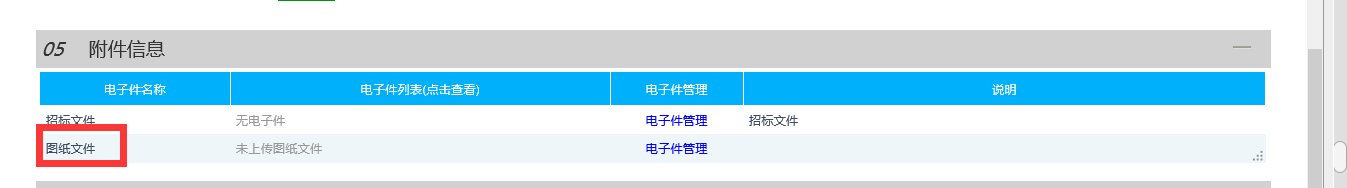 05 附件信息
电子件名称 电子件列表(点击查看) 电子件管理 说明
招标文件 无电子件 电子件管理 招标文件
图纸文件 未上传图纸文件 电子件管理